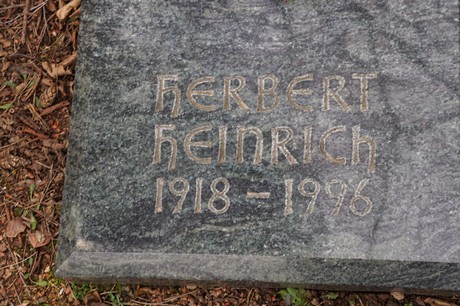 HERBERT
HEINRICH
1918 – 1996